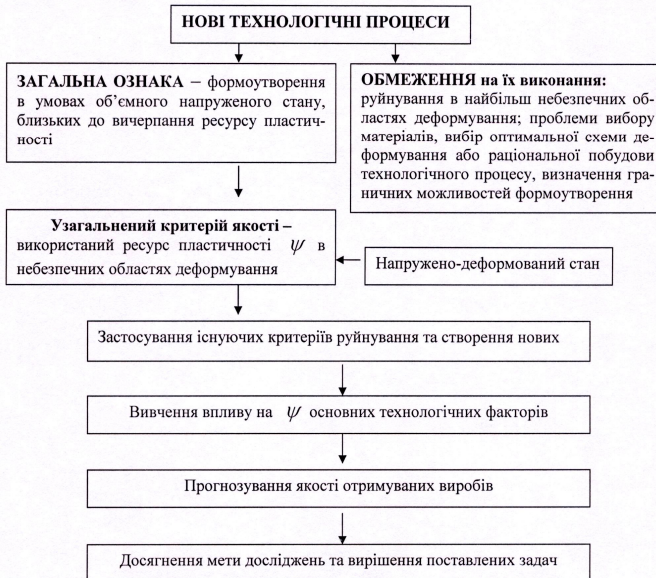 НОВІ ТЕХНОЛОГІЧНІ ПРОЦЕСИ
ЗАГАЛЬНА ОЗНАКА – формоутворення
в умовах об’ємного напруженого стану,
близьких до вичерпання ресурсу пластич-
ності
ОБМЕЖЕННЯ на їх виконання:
руйнування в найбільш небезпечних об-
ластях деформування; проблеми вибору
матеріалів, вибір оптимальної схеми де-
формування або раціональної побудови
технологічного процесу, визначення гра-
ничних можливостей формоутворення
Узагальнений критерій якості –
використаний ресурс пластичності ψ в
небезпечних областях деформування
Напружено-деформований стан
Застосування існуючих критеріїв руйнування та створення нових
Вивчення впливу на ψ основних технологічних факторів
Прогнозування якості отримуваних виробів
Досягнення мети досліджень та вирішення поставлених задач